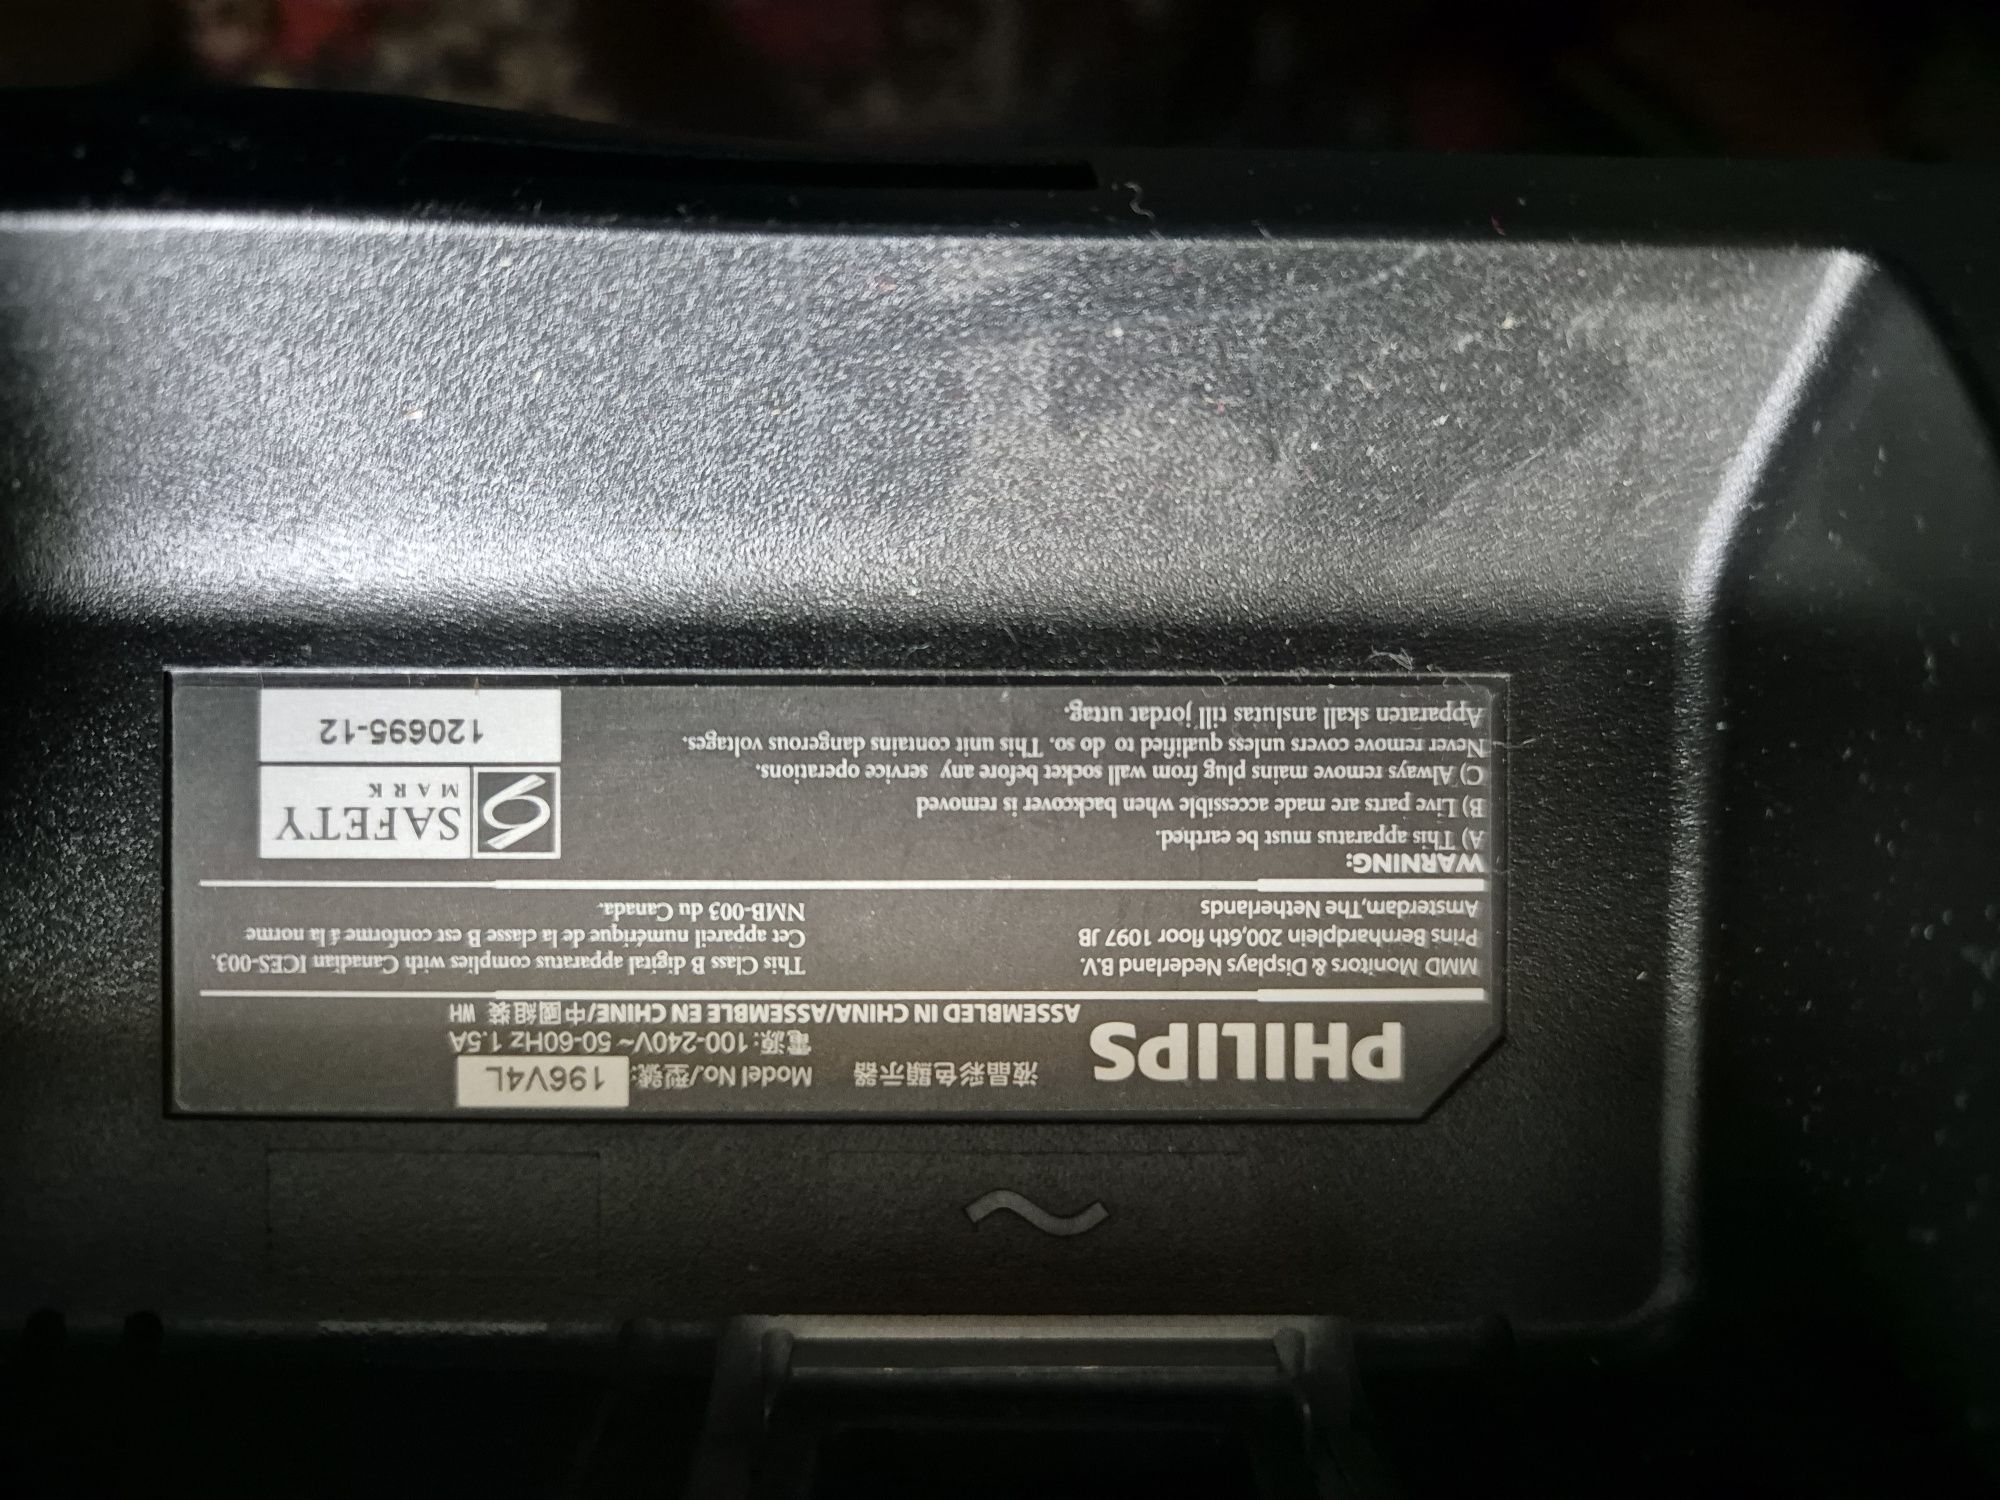 PHILIPS
液晶彩色顯示器
Model No./型號: 196V4L
電源: 100-240V~ 50-60Hz 1.5A
ASSEMBLED IN CHINA/ASSEMBLE EN CHINE/中國組裝 WH
MMD Monitors & Displays Nederland B.V.
Prins Bernhardplein 200,6th floor 1097 JB
Amsterdam,The Netherlands
This Class B digital apparatus complies with Canadian ICES-003.
Cet appareil numérique de la classe B est conforme á la norme
NMB-003 du Canada.
WARNING:
A) This apparatus must be earthed.
B) Live parts are made accessible when backcover is removed
C) Always remove mains plug from wall socket before any service operations.
Never remove covers unless qualified to do so. This unit contains dangerous voltages.
Apparaten skall anslutas till jordat uttag.
SAFETY
MARK
120695-12